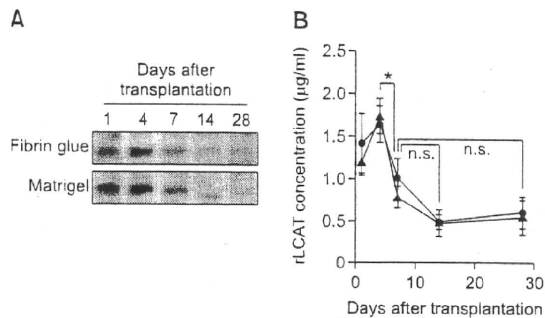 A
Days after
transplantation
1 4 7 14 28
Fibrin glue
Matrigel
B
rLCAT concentration (μg/ml)
2.5
2.0
1.5
1.0
0.5
0
*
n.s.
n.s.
0 10 20 30
Days after transplantation